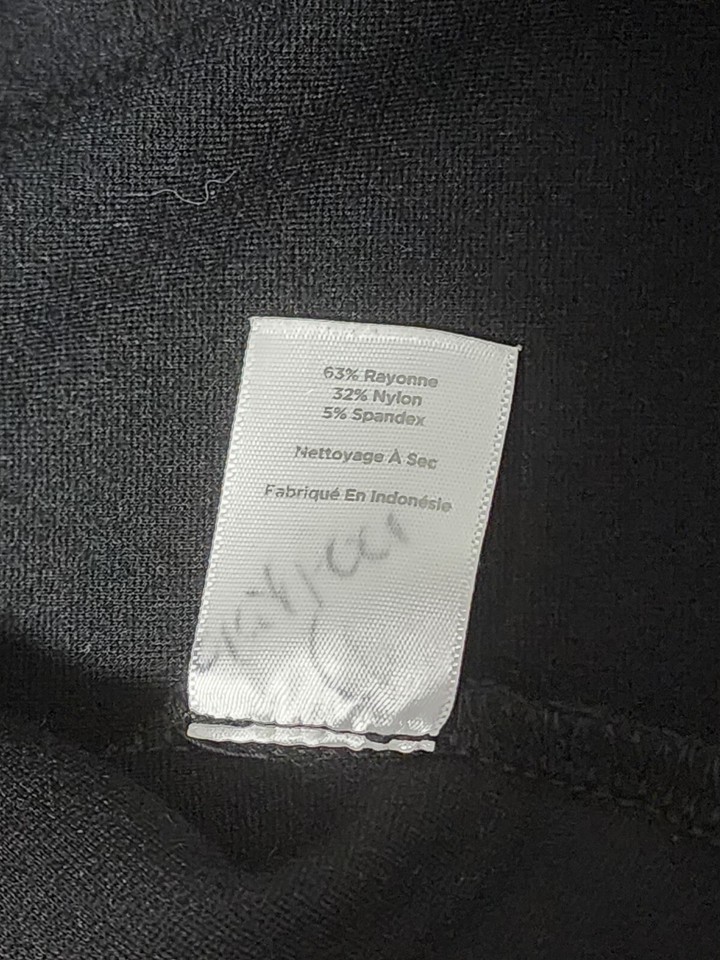 63% Rayonne
32% Nylon
5% Spandex
Nettoyage À Sec
Fabriqué En Indonésie